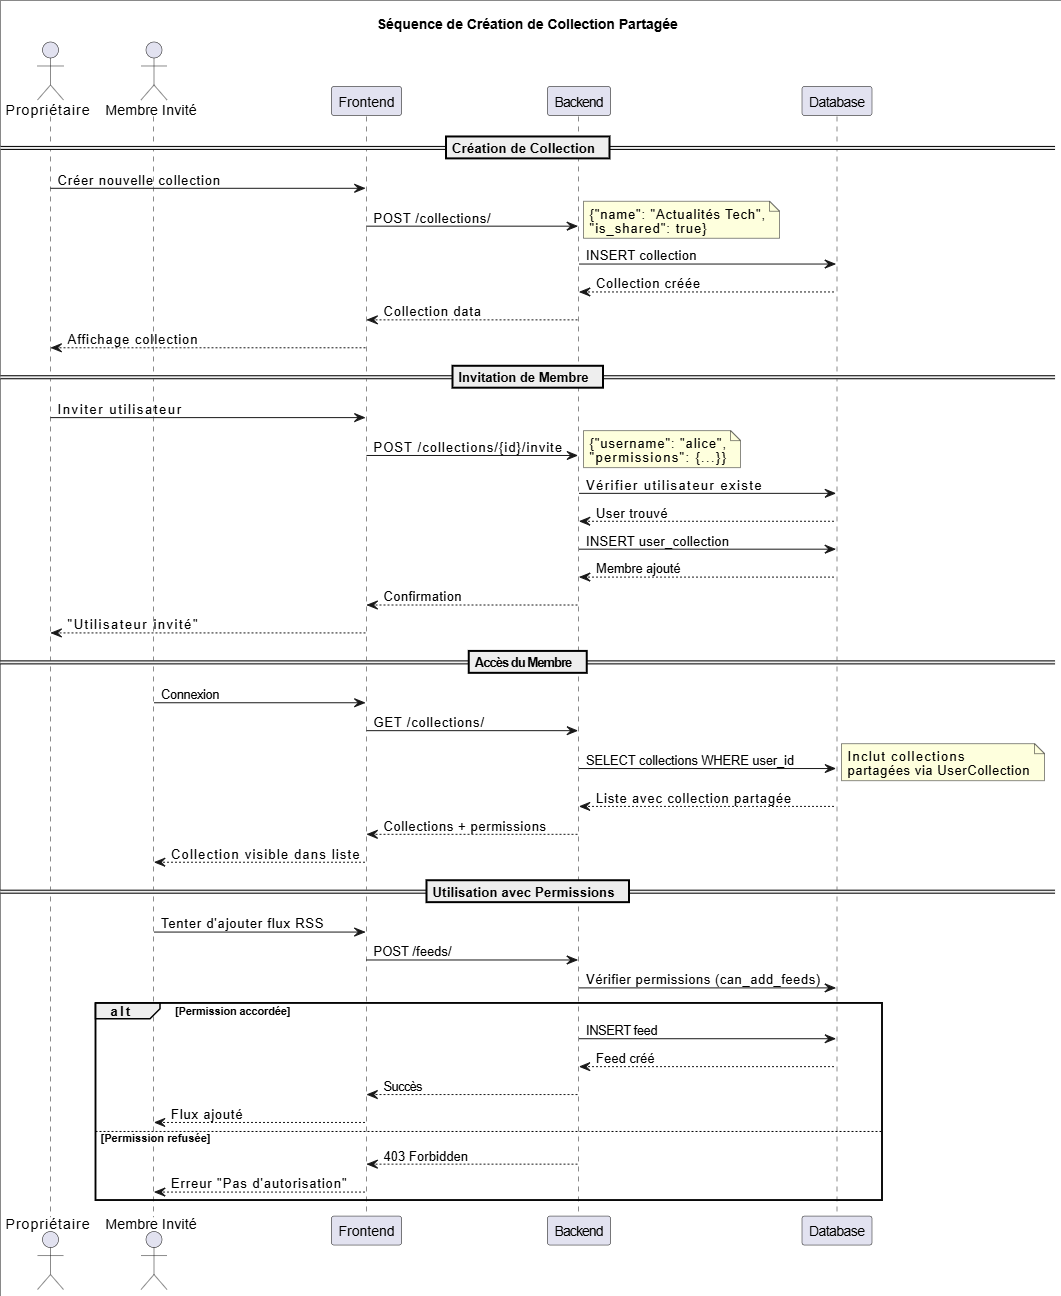 Séquence de Création de Collection Partagée
Propriétaire
Membre Invité
Frontend
Backend
Database
Création de Collection
Créer nouvelle collection
POST /collections/
{"name": "Actualités Tech",
"is_shared": true}
INSERT collection
Collection créée
Collection data
Affichage collection
Invitation de Membre
Inviter utilisateur
POST /collections/{id}/invite
{"username": "alice",
"permissions": {...}}
Vérifier utilisateur existe
User trouvé
INSERT user_collection
Membre ajouté
Confirmation
"Utilisateur invité"
Accès du Membre
Connexion
GET /collections/
SELECT collections WHERE user_id
Inclut collections
partagées via UserCollection
Liste avec collection partagée
Collections + permissions
Collection visible dans liste
Utilisation avec Permissions
Tenter d'ajouter flux RSS
POST /feeds/
Vérifier permissions (can_add_feeds)
alt
[Permission accordée]
INSERT feed
Feed créé
Succès
Flux ajouté
[Permission refusée]
403 Forbidden
Erreur "Pas d'autorisation"
Propriétaire
Membre Invité
Frontend
Backend
Database